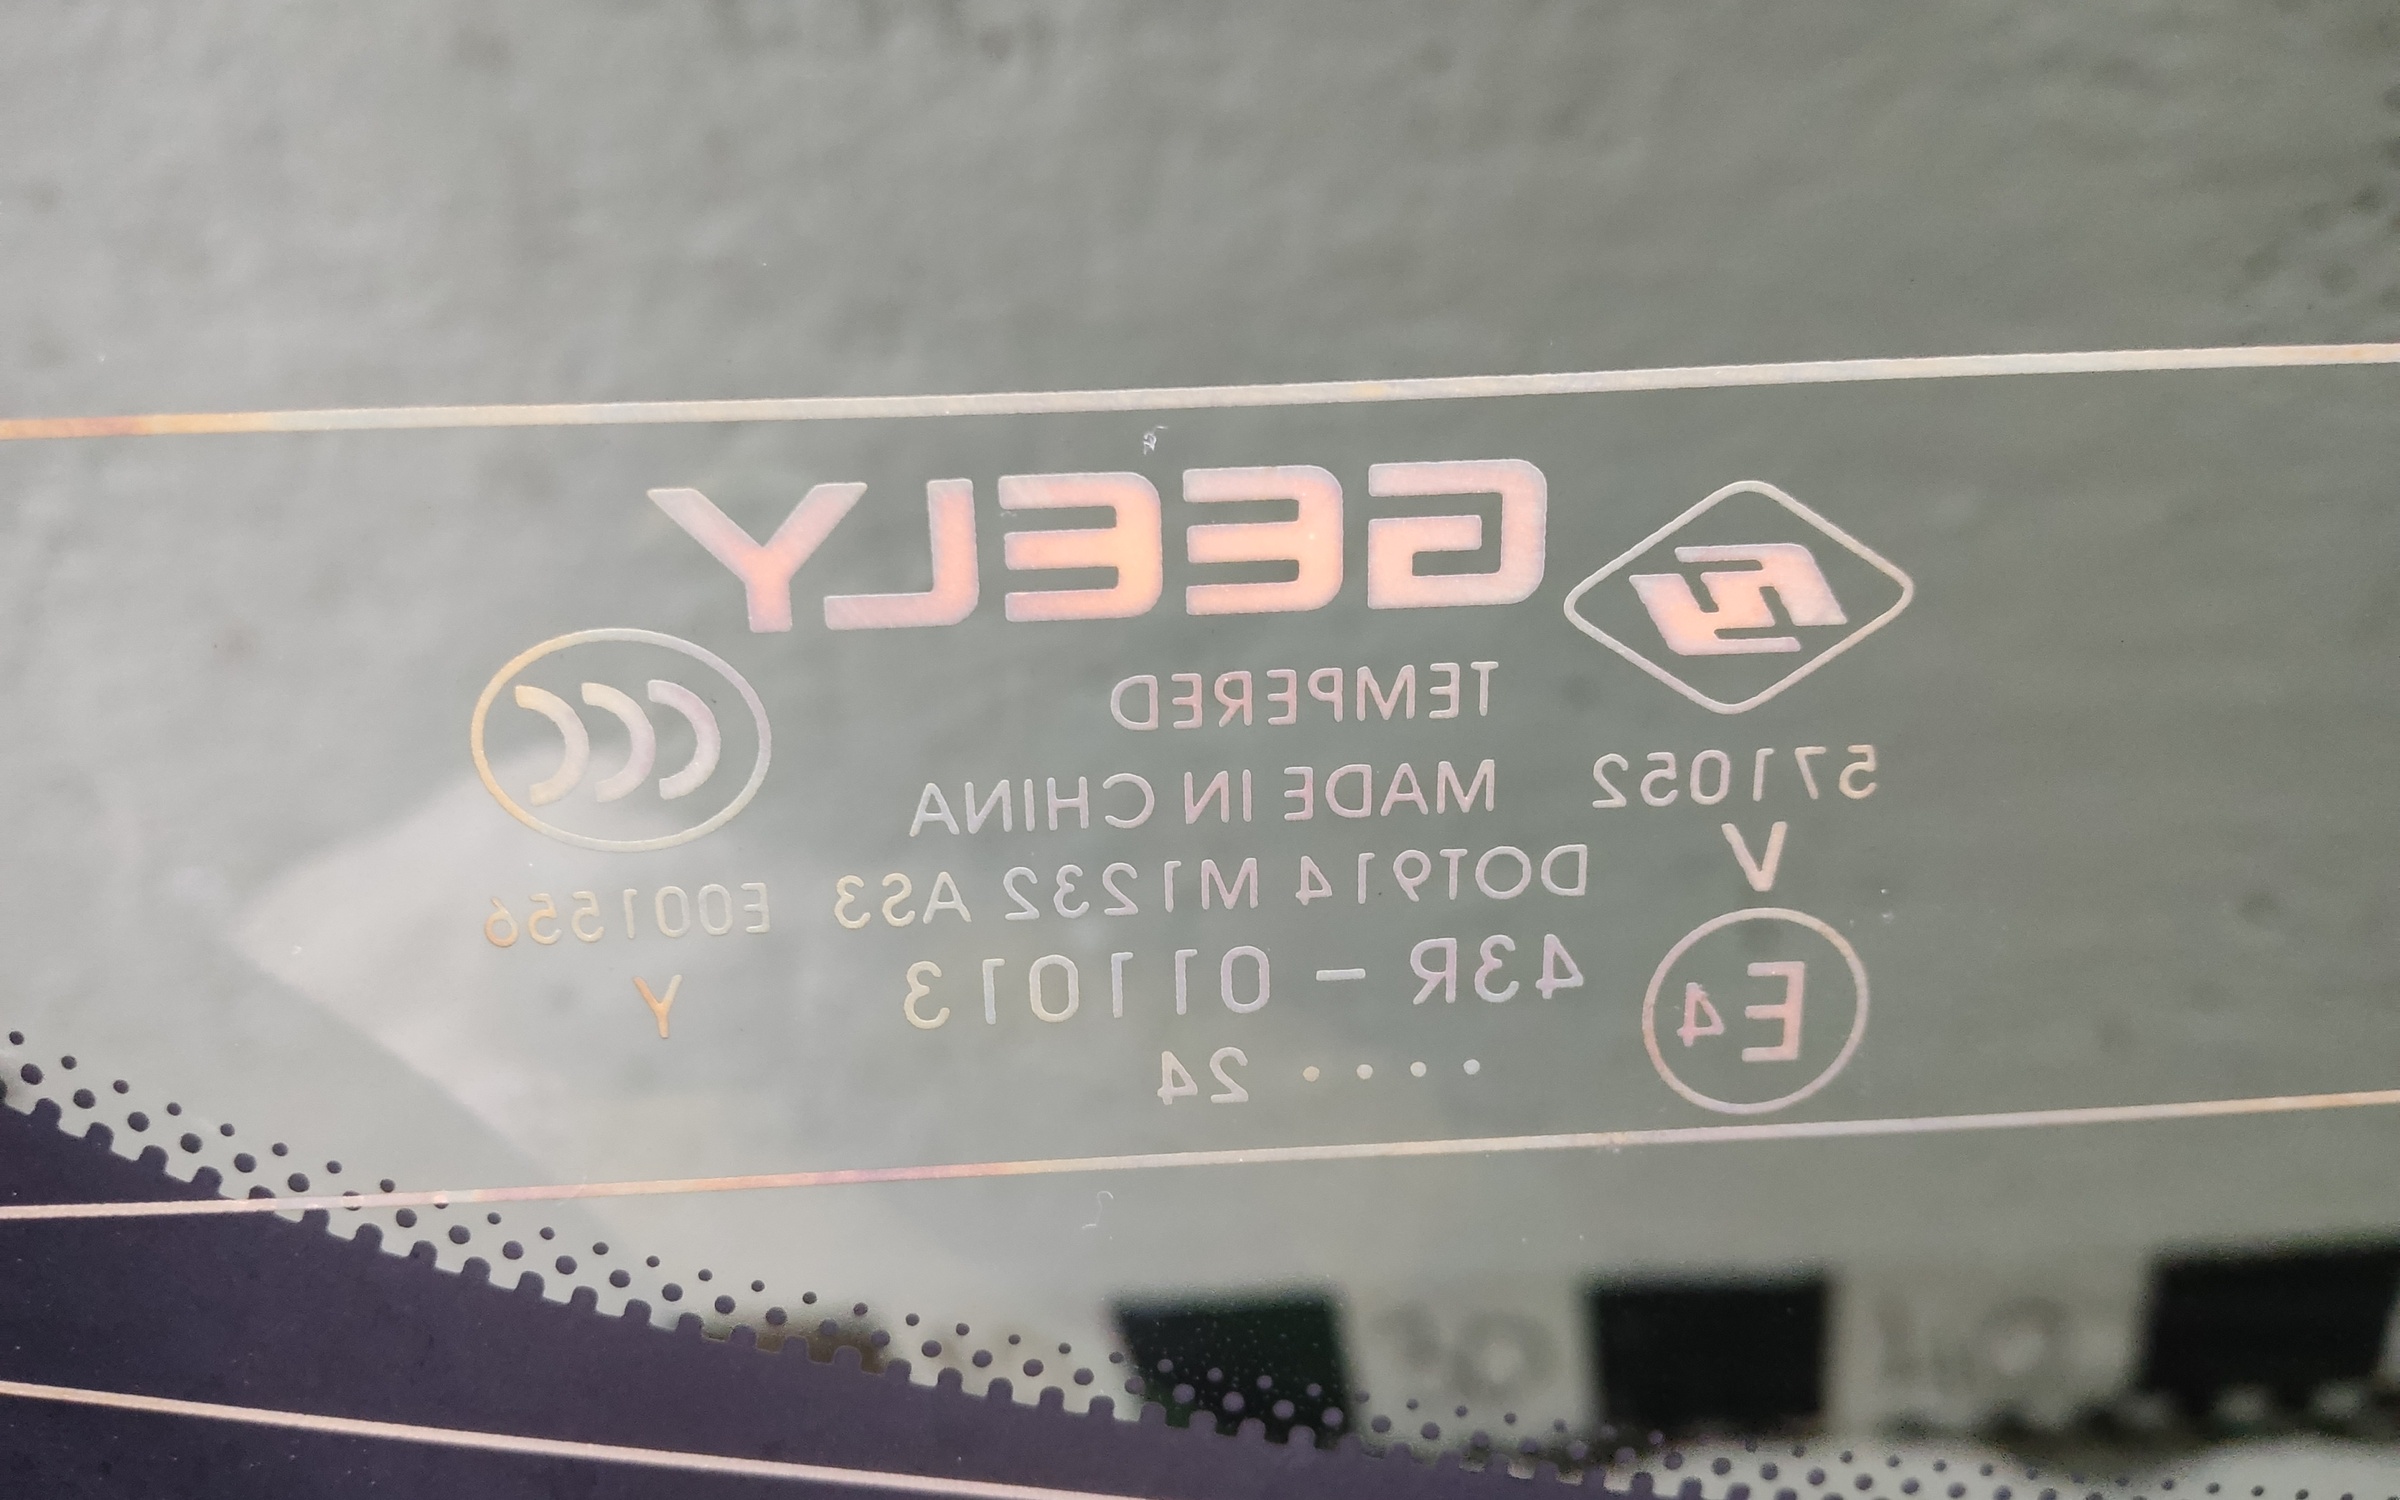 GEELY
TEMPERED
571052 MADE IN CHINA
V
DOT914 M1232 AS3 E001556
E4 43R - 011013 Y
. . . . 24